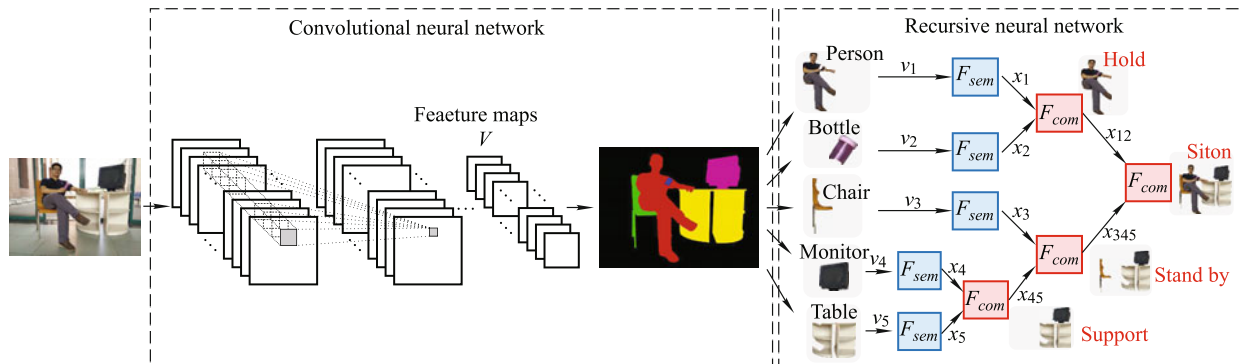 Convolutional neural network
Recursive neural network
Feaeture maps
V
Person
v1
Fsem
x1
Hold
Fcom
Bottle
v2
Fsem
x2
x12
Siton
Fcom
Chair
v3
Fsem
x3
Fcom
x345
Monitor
v4
Fsem
x4
Fcom
x45
Stand by
Table
v5
Fsem
x5
Support